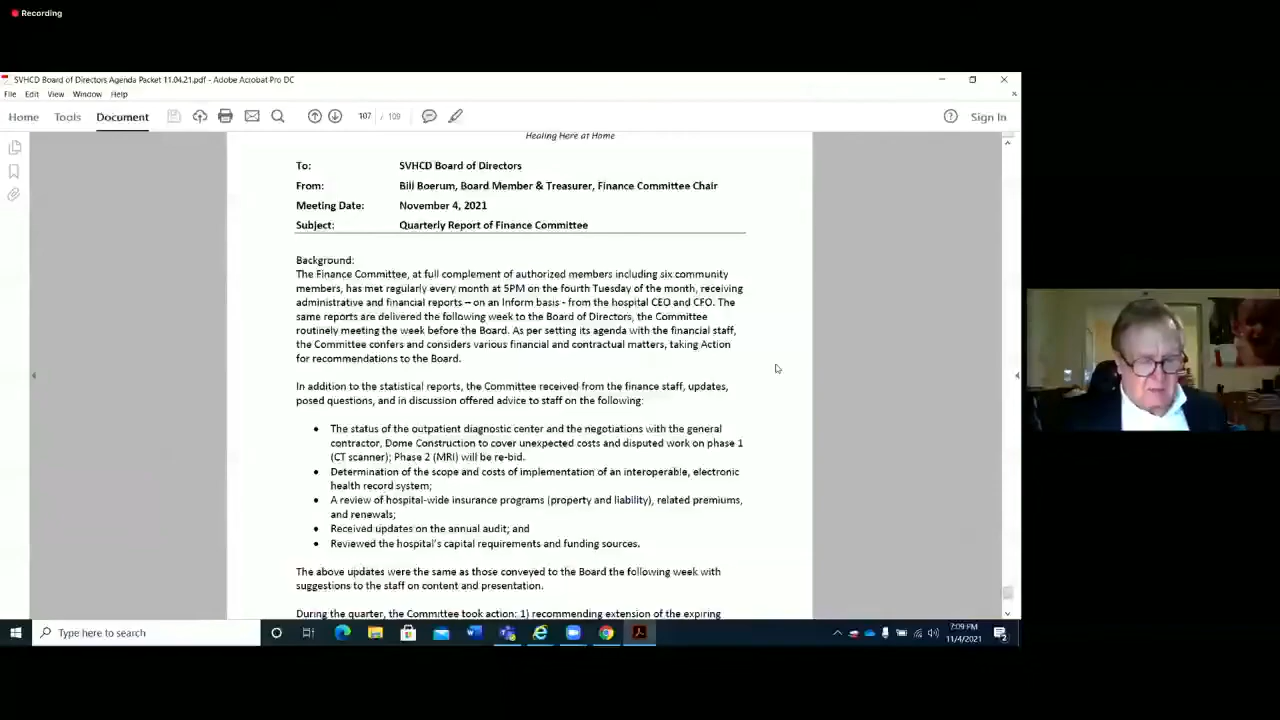 Recording
SVHCD Board of Directors Agenda Packet 11.04.21.pdf - Adobe Acrobat Pro DC
File Edit View Window Help
Home Tools Document 107 / 109 Sign In
Healing Here at Home
To: SVHCD Board of Directors
From: Bill Boerum, Board Member & Treasurer, Finance Committee Chair
Meeting Date: November 4, 2021
Subject: Quarterly Report of Finance Committee
Background:
The Finance Committee, at full complement of authorized members including six community
members, has met regularly every month at 5PM on the fourth Tuesday of the month, receiving
administrative and financial reports – on an Inform basis - from the hospital CEO and CFO. The
same reports are delivered the following week to the Board of Directors, the Committee
routinely meeting the week before the Board. As per setting its agenda with the financial staff,
the Committee confers and considers various financial and contractual matters, taking Action
for recommendations to the Board.
In addition to the statistical reports, the Committee received from the finance staff, updates,
posed questions, and in discussion offered advice to staff on the following:
• The status of the outpatient diagnostic center and the negotiations with the general
contractor, Dome Construction to cover unexpected costs and disputed work on phase 1
(CT scanner); Phase 2 (MRI) will be re-bid.
• Determination of the scope and costs of implementation of an interoperable, electronic
health record system;
• A review of hospital-wide insurance programs (property and liability), related premiums,
and renewals;
• Received updates on the annual audit; and
• Reviewed the hospital's capital requirements and funding sources.
The above updates were the same as those conveyed to the Board the following week with
suggestions to the staff on content and presentation.
During the quarter, the Committee took action: 1) recommending extension of the expiring
Type here to search
7:09 PM
11/4/2021